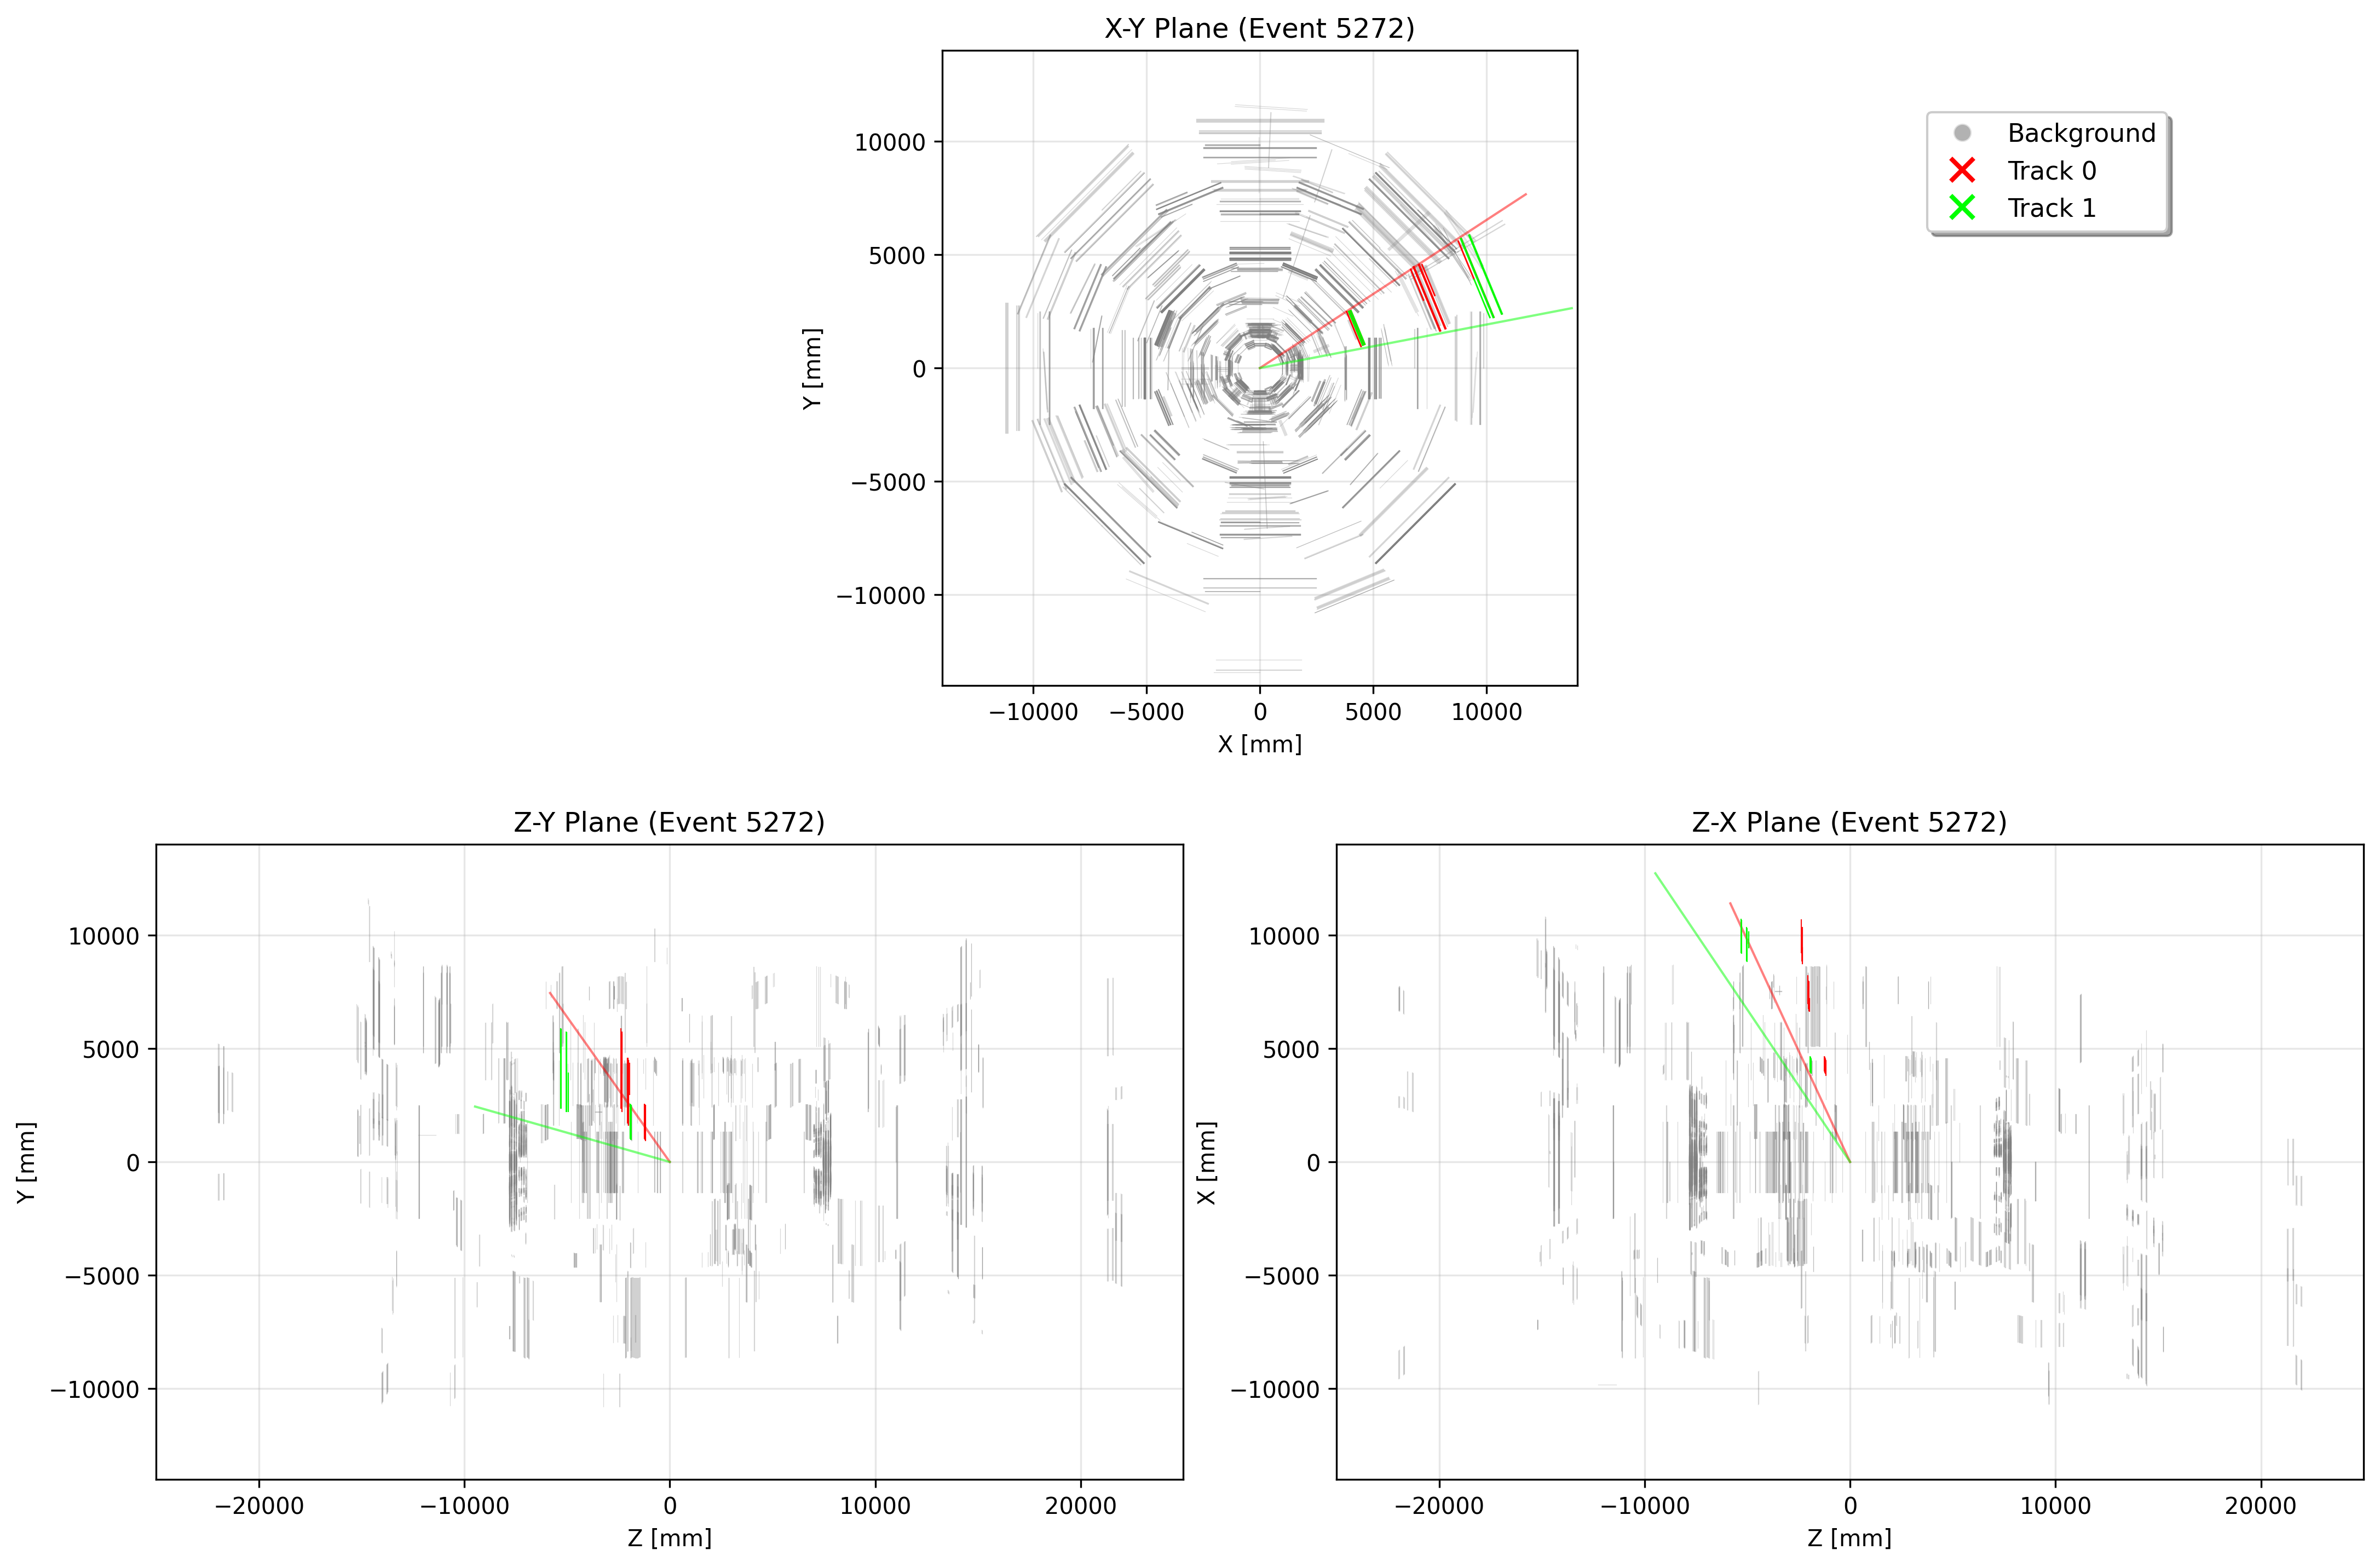 X-Y Plane (Event 5272)
Background
Track 0
Track 1
10000
5000
0
−5000
−10000
Y [mm]
−10000 −5000 0 5000 10000
X [mm]
Z-Y Plane (Event 5272)
10000
5000
0
−5000
−10000
Y [mm]
−20000 −10000 0 10000 20000
Z [mm]
Z-X Plane (Event 5272)
10000
5000
0
−5000
−10000
X [mm]
−20000 −10000 0 10000 20000
Z [mm]